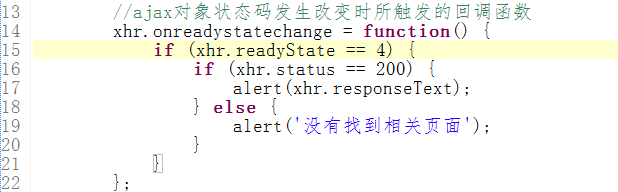 13 //ajax对象状态码发生改变时所触发的回调函数
14 xhr.onreadystatechange = function() {
15 if (xhr.readyState == 4) {
16 if (xhr.status == 200) {
17 alert(xhr.responseText);
18 } else {
19 alert('没有找到相关页面');
20 }
21 }
22 };